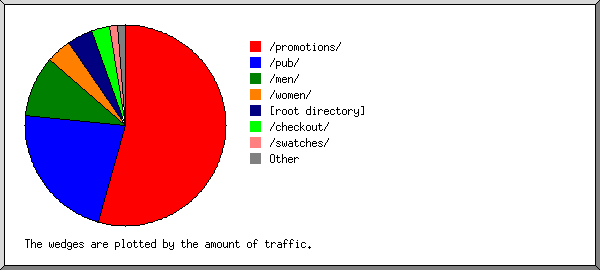 /promotions/
/pub/
/men/
/women/
[root directory]
/checkout/
/swatches/
Other
The wedges are plotted by the amount of traffic.